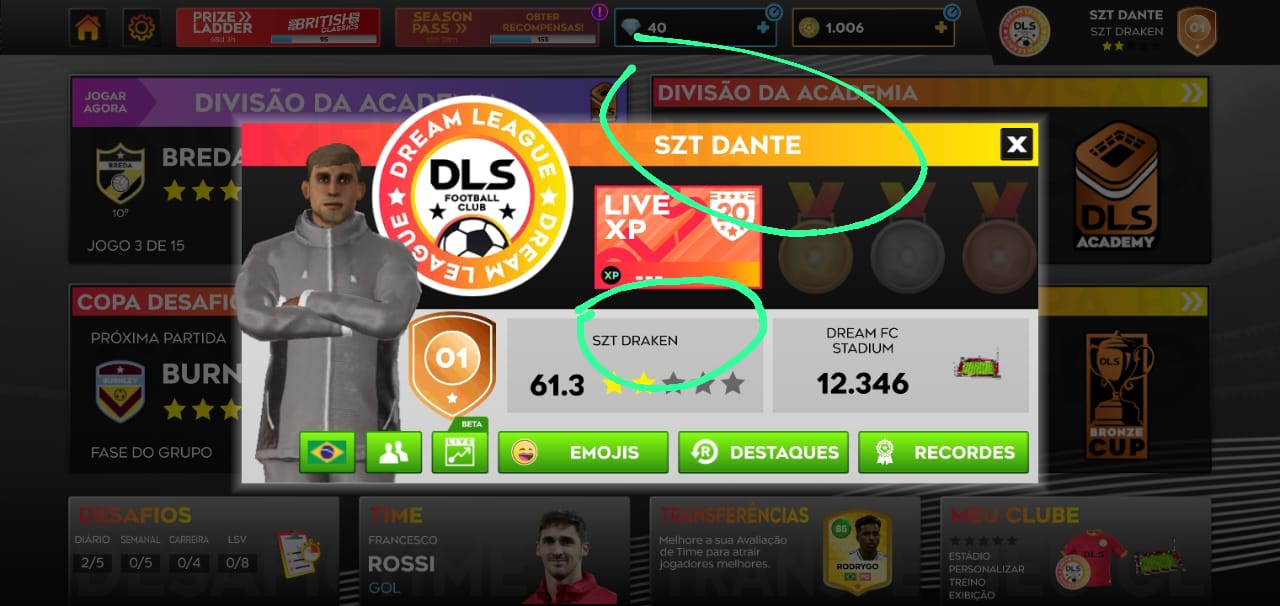 PRIZE
LADDER
BRITISH
CLASSICS
95
SEASON
PASS
OBTER
RECOMPENSAS!
155
!
40
1.006
DLS
SZT DANTE
SZT DRAKEN
01
JOGAR
AGORA
DIVISÃO DA ACADEMIA
BREDA
10°
BREDA
JOGO 3 DE 15
DIVISÃO DA ACADEMIA
DLS
ACADEMY
SZT DANTE
X
DREAM LEAGUE
DREAM LEAGUE
DLS
FOOTBALL
CLUB
LIVE
XP
20
XP
01
SZT DRAKEN
61.3
DREAM FC
STADIUM
12.346
BETA
LIVE
EMOJIS
R
DESTAQUES
RECORDES
COPA DESAFI
PRÓXIMA PARTIDA
BURNLEY
BURN
FASE DO GRUPO
DLS
BRONZE
CUP
DESAFIOS
DIÁRIO SEMANAL CARREIRA LSV
2/5 0/5 0/4 0/8
TIME
FRANCESCO
ROSSI
GOL
TRANSFERÊNCIAS
Melhore a sua Avaliação
de Time para atrair
jogadores melhores.
85
RODRYGO
MEU CLUBE
ESTÁDIO
PERSONALIZAR
TREINO
EXIBIÇÃO
DLS
DLS